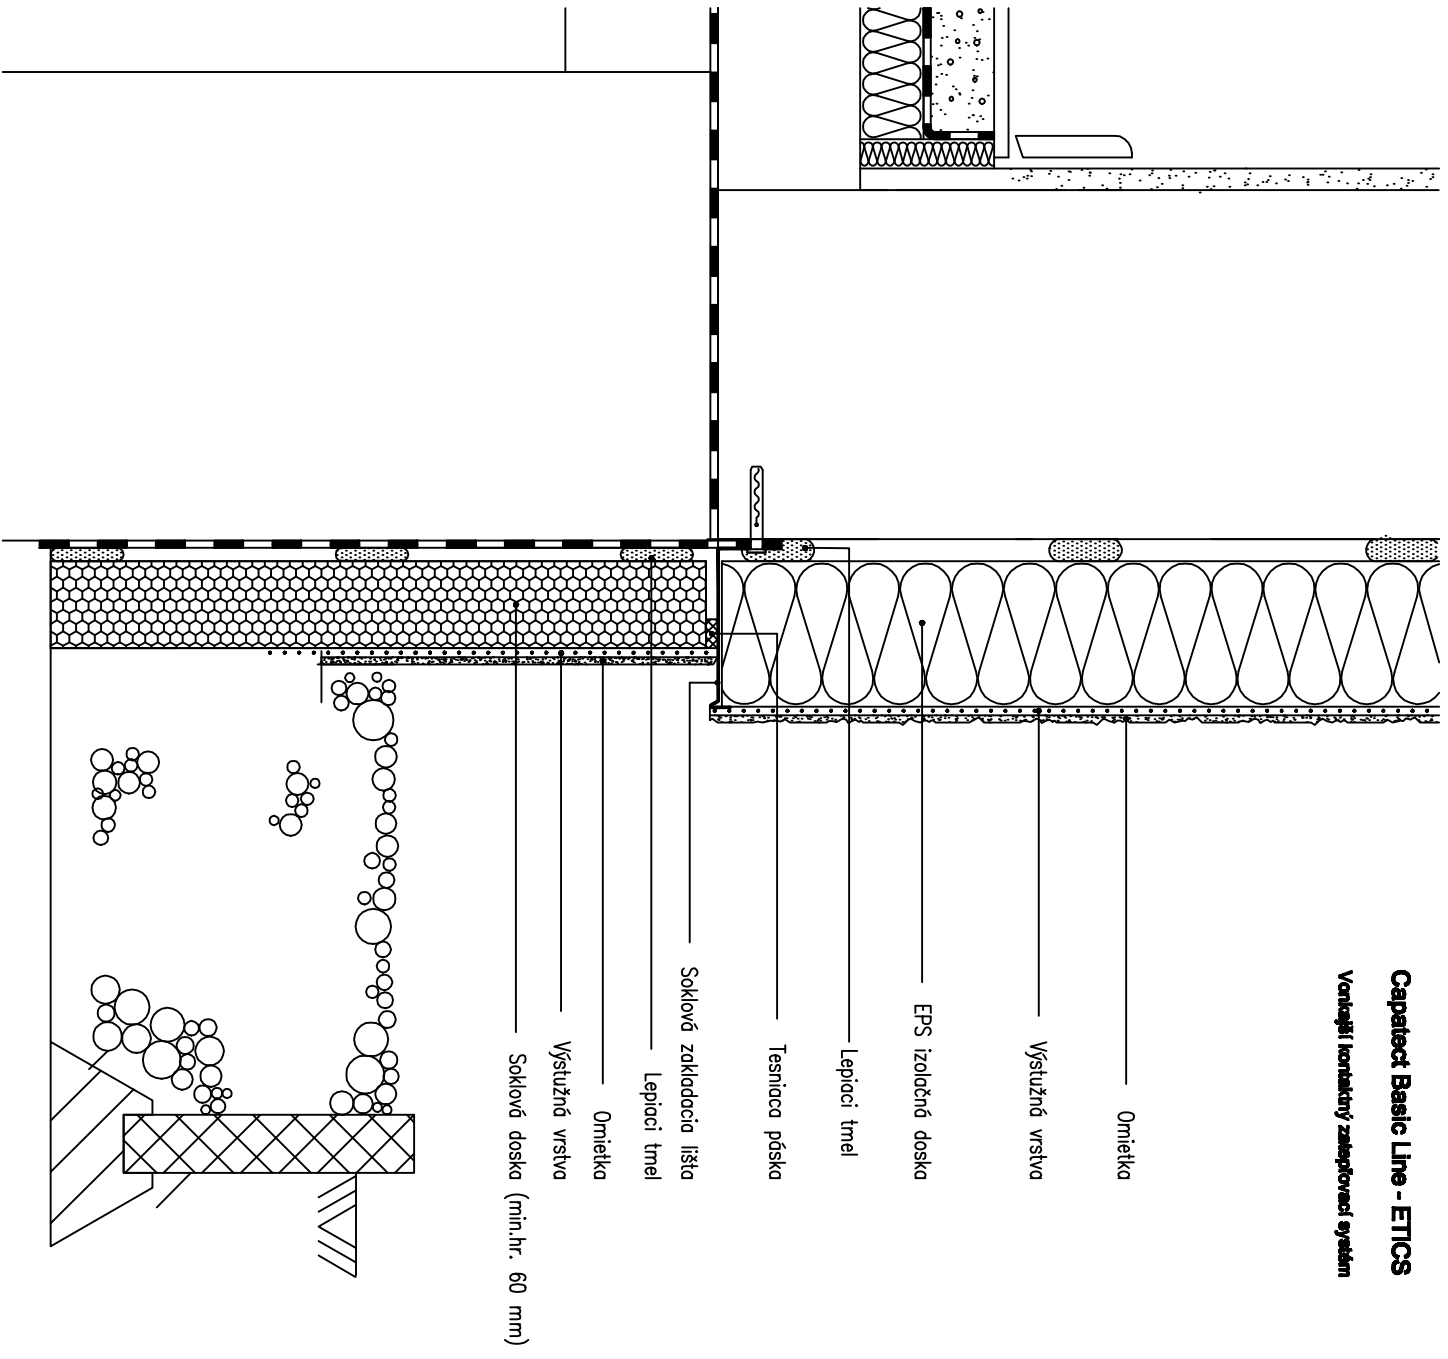 Capatect Basic Line - ETICS
Vonkajší kontaktný zatepľovací systém
Omietka
Výstužná vrstva
EPS izolačná doska
Lepiaci tmel
Tesniaca páska
Soklová zakladacia lišta
Lepiaci tmel
Omietka
Výstužná vrstva
Soklová doska (min.hr. 60 mm)